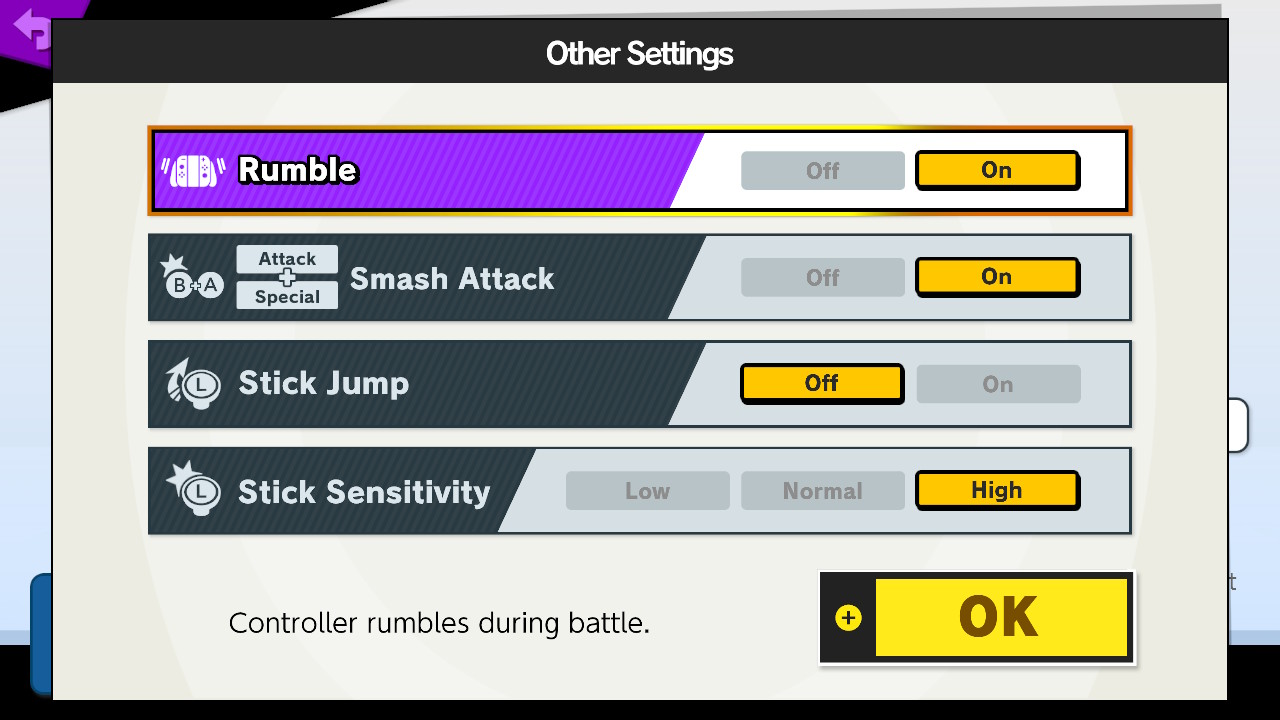 Other Settings
Rumble
Off
On
B+A
Attack
+
Special
Smash Attack
Off
On
L
Stick Jump
Off
On
L
Stick Sensitivity
Low
Normal
High
t
Controller rumbles during battle.
+
OK